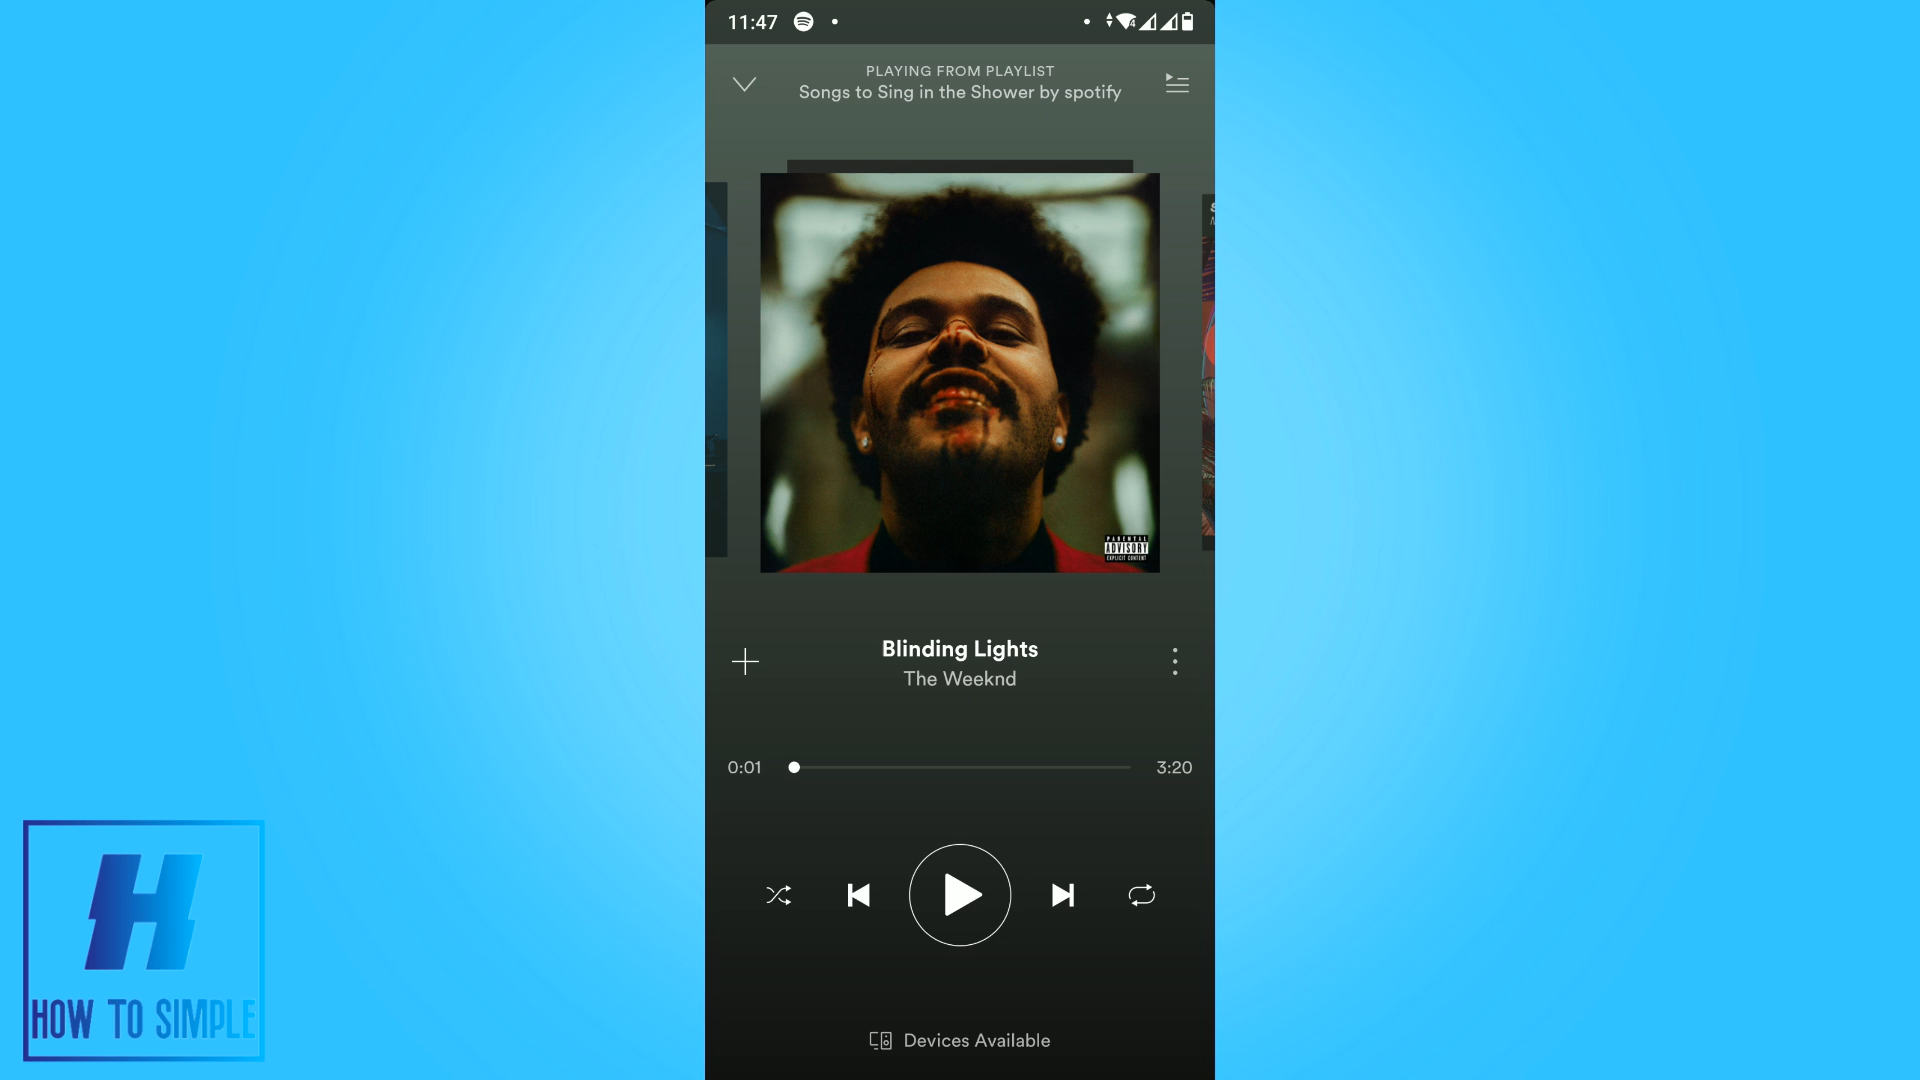 11:47
PLAYING FROM PLAYLIST
Songs to Sing in the Shower by spotify
PARENTAL
ADVISORY
EXPLICIT CONTENT
Blinding Lights
The Weeknd
0:01
3:20
Devices Available
H
HOW TO SIMPLE